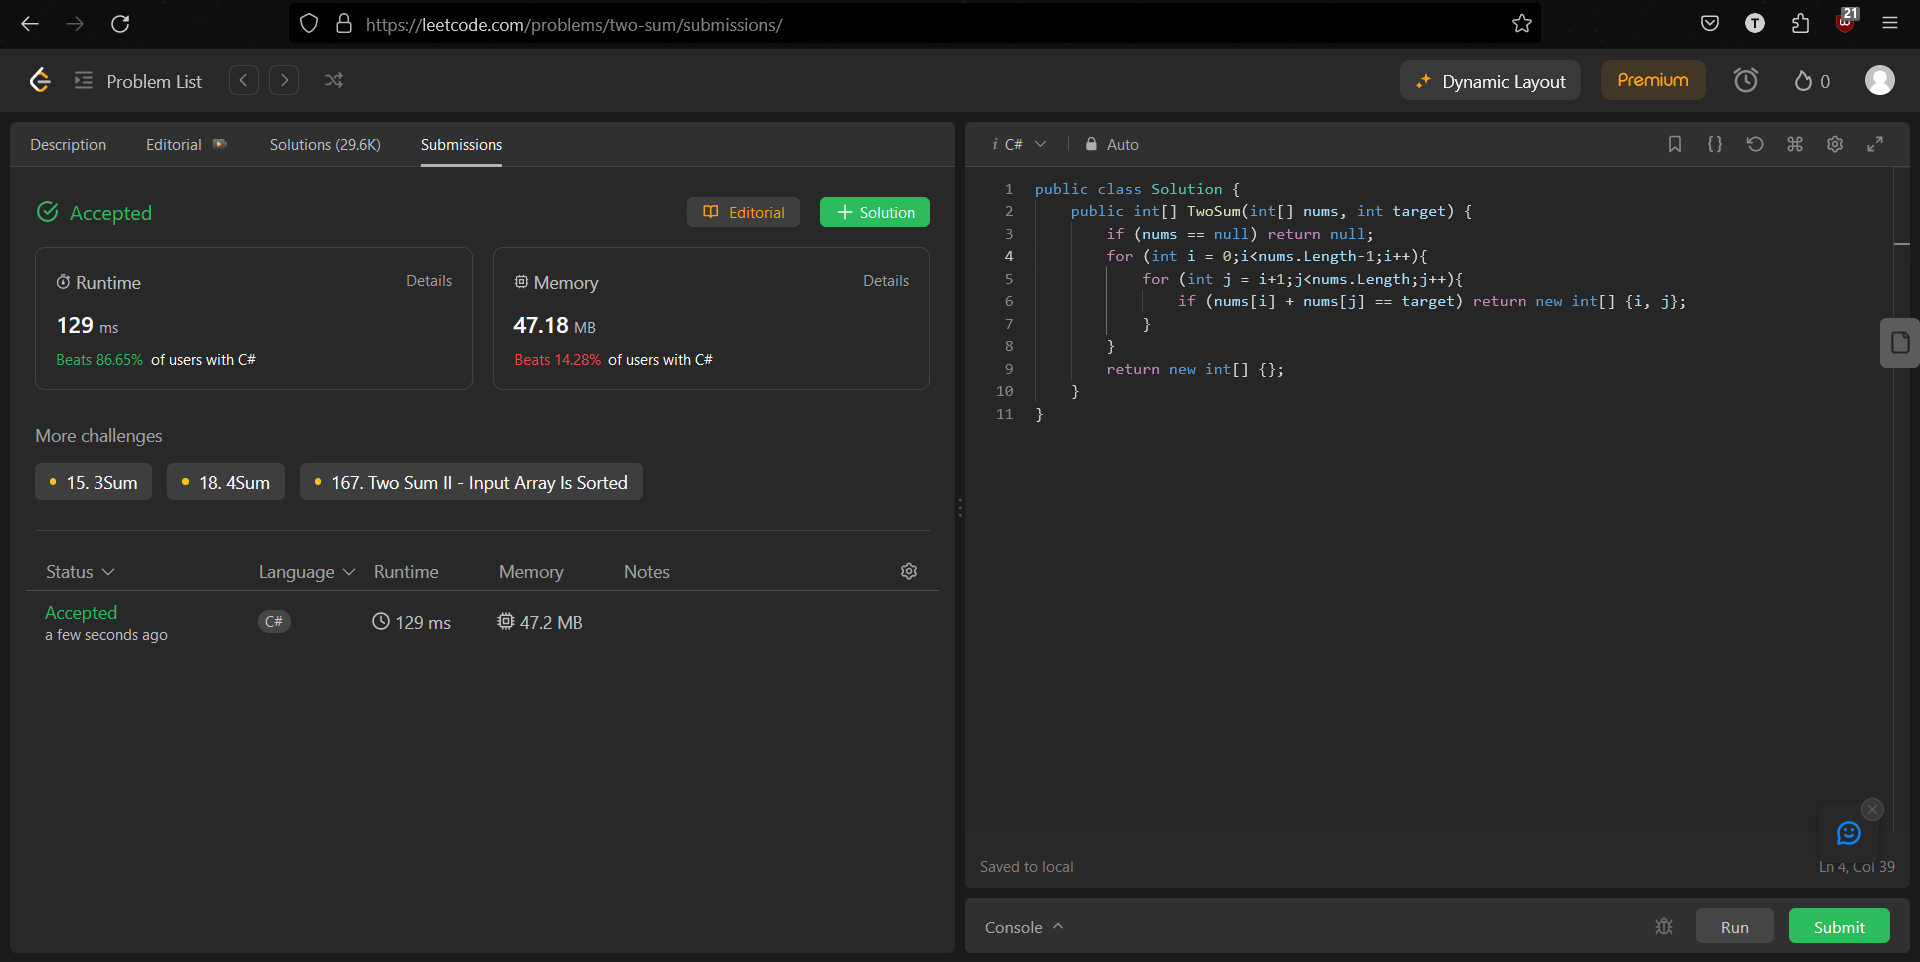 https://leetcode.com/problems/two-sum/submissions/
T
21
Problem List
Dynamic Layout
Premium
0
Description
Editorial
Solutions (29.6K)
Submissions
Accepted
Editorial
+ Solution
Runtime
Details
129 ms
Beats 86.65% of users with C#
Memory
Details
47.18 MB
Beats 14.28% of users with C#
More challenges
15. 3Sum
18. 4Sum
167. Two Sum II - Input Array Is Sorted
Status Language Runtime Memory Notes
Accepted
a few seconds ago
C#
129 ms
47.2 MB
i C#
Auto
{}
1 public class Solution {
2     public int[] TwoSum(int[] nums, int target) {
3         if (nums == null) return null;
4         for (int i = 0;i<nums.Length-1;i++){
5             for (int j = i+1;j<nums.Length;j++){
6                 if (nums[i] + nums[j] == target) return new int[] {i, j};
7             }
8         }
9         return new int[] {};
10     }
11 }
Saved to local
Ln 4, Col 39
Console
Run
Submit